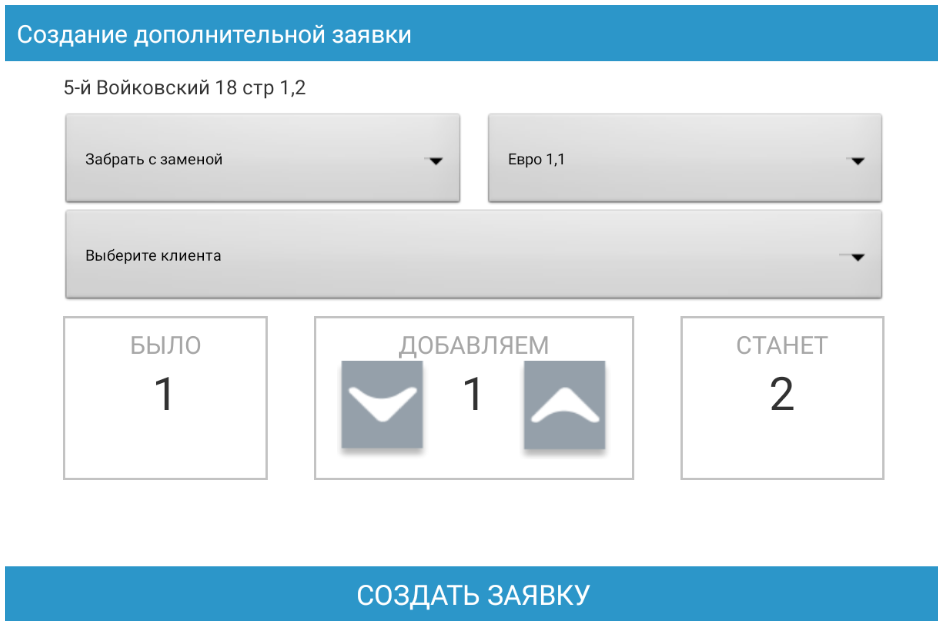 Создание дополнительной заявки
5-й Войковский 18 стр 1,2
Забрать с заменой
Евро 1,1
Выберите клиента
БЫЛО
ДОБАВЛЯЕМ
СТАНЕТ
1
1
2
СОЗДАТЬ ЗАЯВКУ